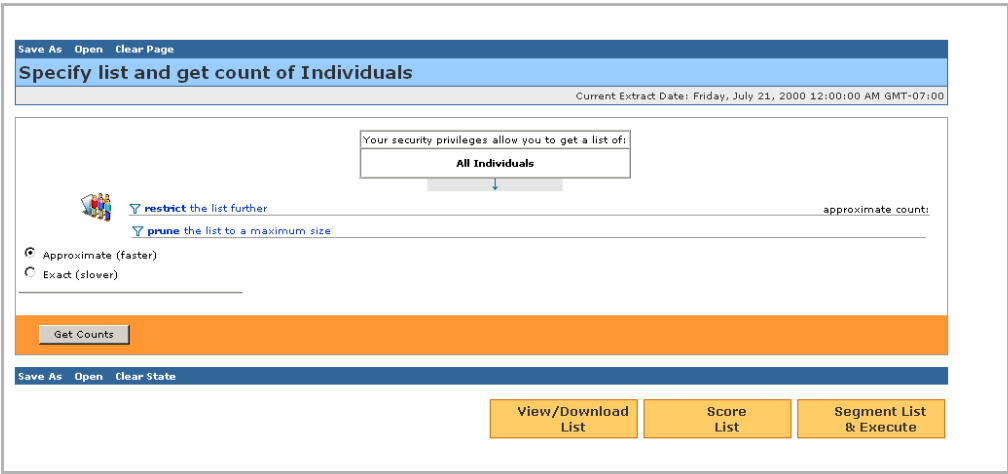 Save As Open Clear Page
Specify list and get count of Individuals
Current Extract Date: Friday, July 21, 2000 12:00:00 AM GMT-07:00
Your security privileges allow you to get a list of:
All Individuals
restrict the list further
approximate count:
prune the list to a maximum size
Approximate (faster)
Exact (slower)
Get Counts
Save As Open Clear State
View/Download
List
Score
List
Segment List
& Execute